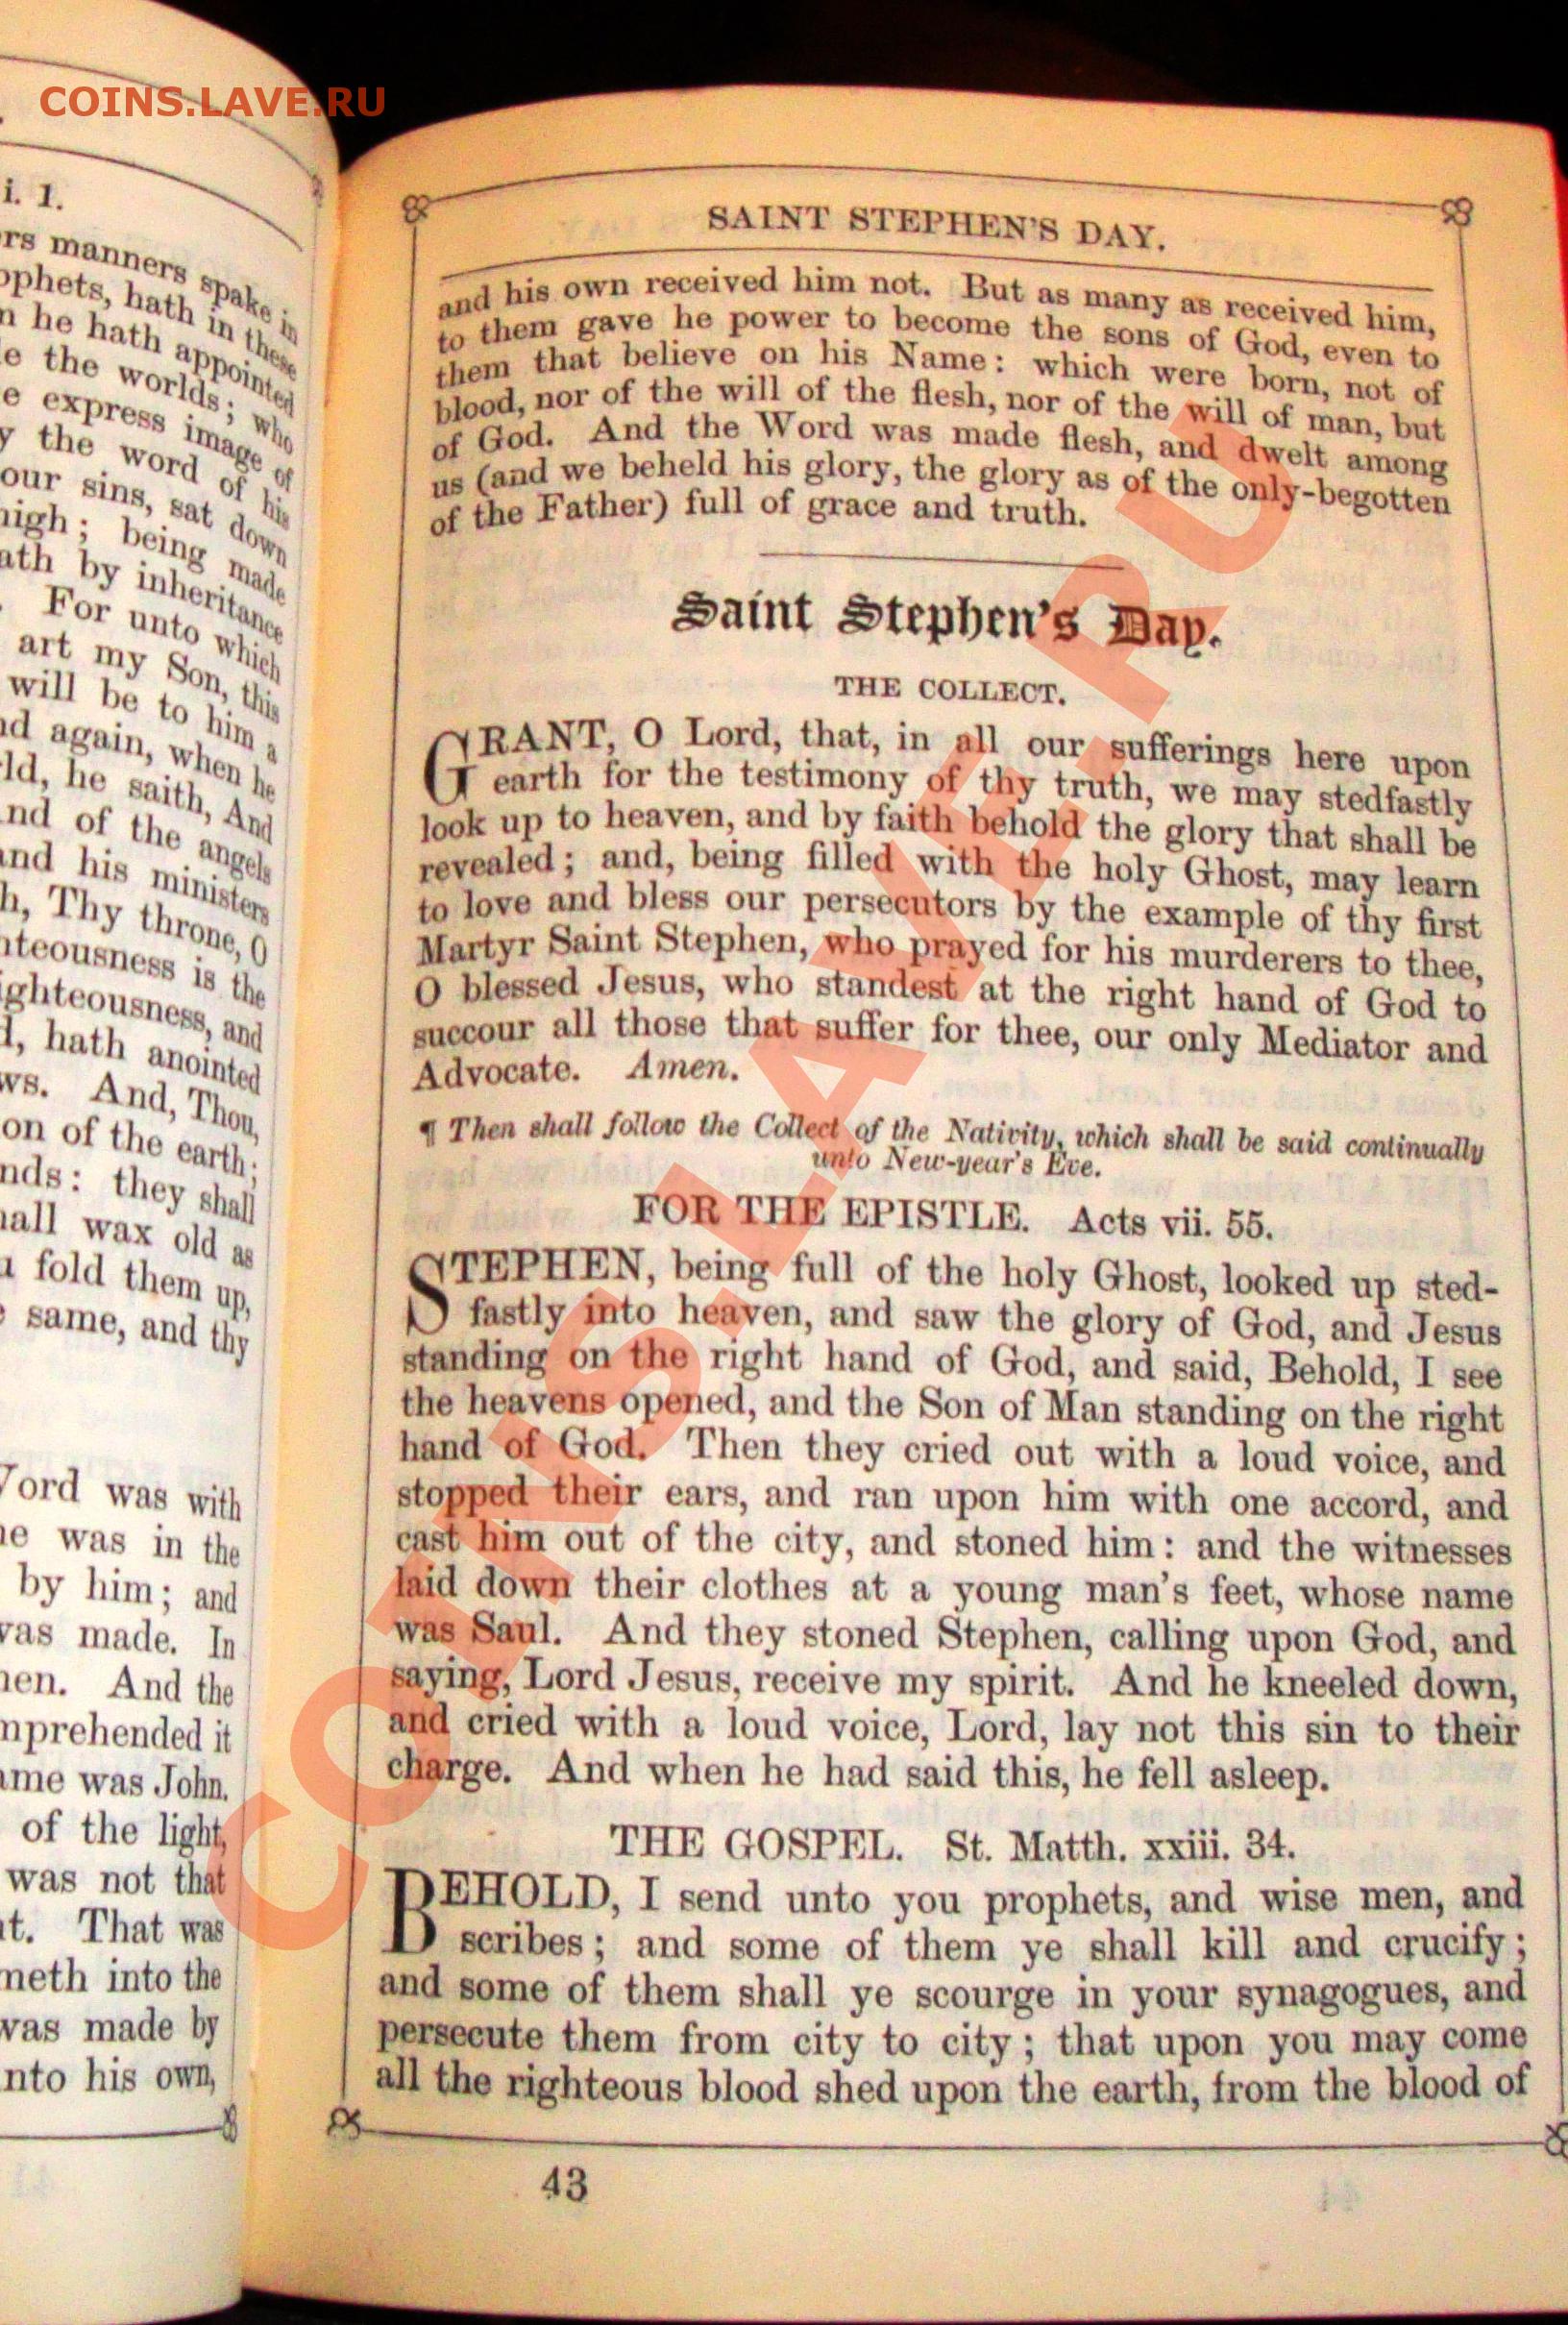 COINS.LAVE.RU
i. 1.
manners spake in
hath in these
n he hath appointed
the worlds; who
express image of
the word of his
our sins, sat down
being made
by inheritance
For unto which
art my Son, this
will be to him a
again, when he
he saith, And
of the angels
his ministers
Thy throne, O
is the
and
hath anointed
And, Thou,
on of the earth;
they shall
wax old as
fold them up,
same, and thy
was with
was in the
by him; and
made. In
And the
it
was John.
of the light,
was not that
That was
into the
made by
his own,
SAINT STEPHEN'S DAY.
and his own received him not. But as many as received him,
to them gave he power to become the sons of God, even to
them that believe on his Name: which were born, not of
blood, nor of the will of the flesh, nor of the will of man, but
of God. And the Word was made flesh, and dwelt among
us (and we beheld his glory, the glory as of the only-begotten
of the Father) full of grace and truth.
Saint Stephen's Day.
THE COLLECT.
GRANT, O Lord, that, in all our sufferings here upon
earth for the testimony of thy truth, we may stedfastly
look up to heaven, and by faith behold the glory that shall be
revealed; and, being filled with the holy Ghost, may learn
to love and bless our persecutors by the example of thy first
Martyr Saint Stephen, who prayed for his murderers to thee,
O blessed Jesus, who standest at the right hand of God to
succour all those that suffer for thee, our only Mediator and
Advocate. Amen.
¶ Then shall follow the Collect of the Nativity, which shall be said continually
unto New-year's Eve.
FOR THE EPISTLE. Acts vii. 55.
STEPHEN, being full of the holy Ghost, looked up sted-
fastly into heaven, and saw the glory of God, and Jesus
standing on the right hand of God, and said, Behold, I see
the heavens opened, and the Son of Man standing on the right
hand of God. Then they cried out with a loud voice, and
stopped their ears, and ran upon him with one accord, and
cast him out of the city, and stoned him: and the witnesses
laid down their clothes at a young man's feet, whose name
was Saul. And they stoned Stephen, calling upon God, and
saying, Lord Jesus, receive my spirit. And he kneeled down,
and cried with a loud voice, Lord, lay not this sin to their
charge. And when he had said this, he fell asleep.
THE GOSPEL. St. Matth. xxiii. 34.
BEHOLD, I send unto you prophets, and wise men, and
scribes; and some of them ye shall kill and crucify;
and some of them shall ye scourge in your synagogues, and
persecute them from city to city; that upon you may come
all the righteous blood shed upon the earth, from the blood of
43
COINS.LAVE.RU